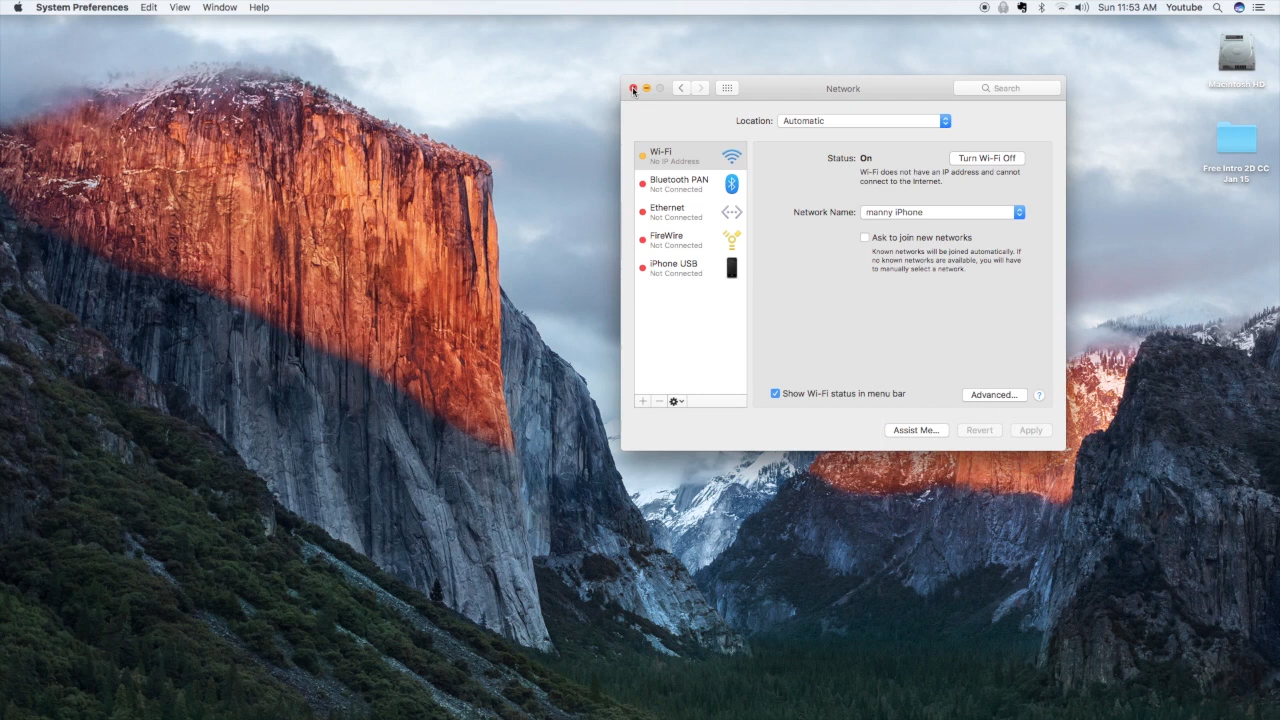 System Preferences Edit View Window Help
Sun 11:53 AM Youtube
Network
Search
Location: Automatic
Wi-Fi
No IP Address
Bluetooth PAN
Not Connected
Ethernet
Not Connected
FireWire
Not Connected
iPhone USB
Not Connected
Status: On
Turn Wi-Fi Off
Wi-Fi does not have an IP address and cannot
connect to the Internet.
Network Name: manny iPhone
Ask to join new networks
Known networks will be joined automatically. If
no known networks are available, you will have
to manually select a network.
Show Wi-Fi status in menu bar
Advanced...
?
Assist Me... Revert Apply
Macintosh HD
Free Intro 2D CC
Jan 15